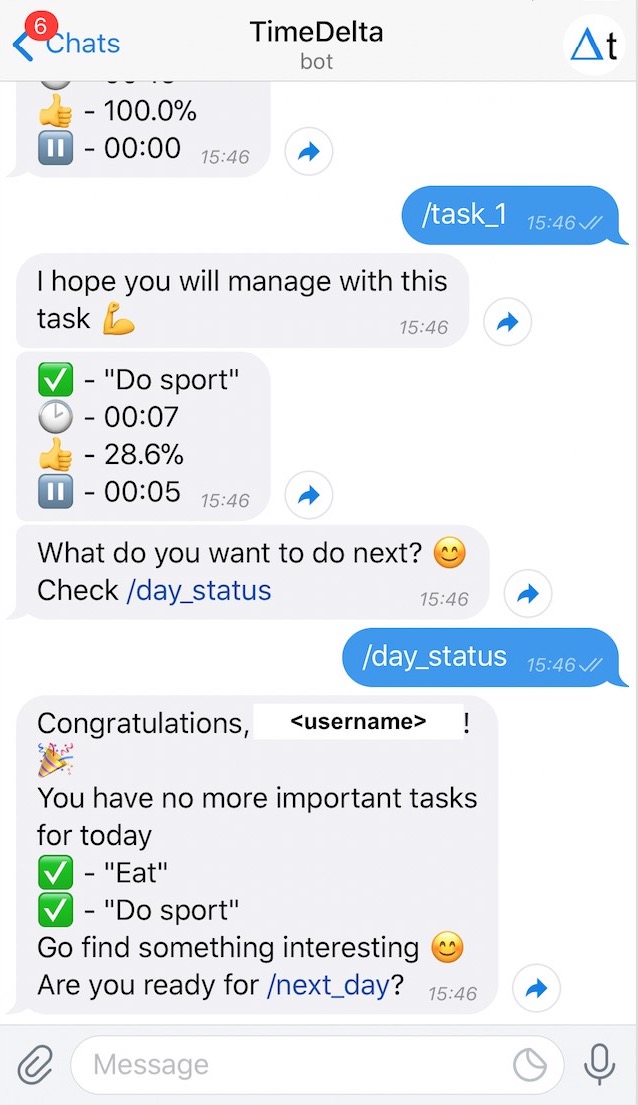 6
Chats
TimeDelta
bot
Δt
- 100.0%
- 00:00 15:46
/task_1 15:46
I hope you will manage with this
task 💪 15:46
✅ - "Do sport"
🕑 - 00:07
👍 - 28.6%
⏸ - 00:05 15:46
What do you want to do next? 😊
Check /day_status 15:46
/day_status 15:46
Congratulations, <username> !
🎉
You have no more important tasks
for today
✅ - "Eat"
✅ - "Do sport"
Go find something interesting 😊
Are you ready for /next_day? 15:46
Message